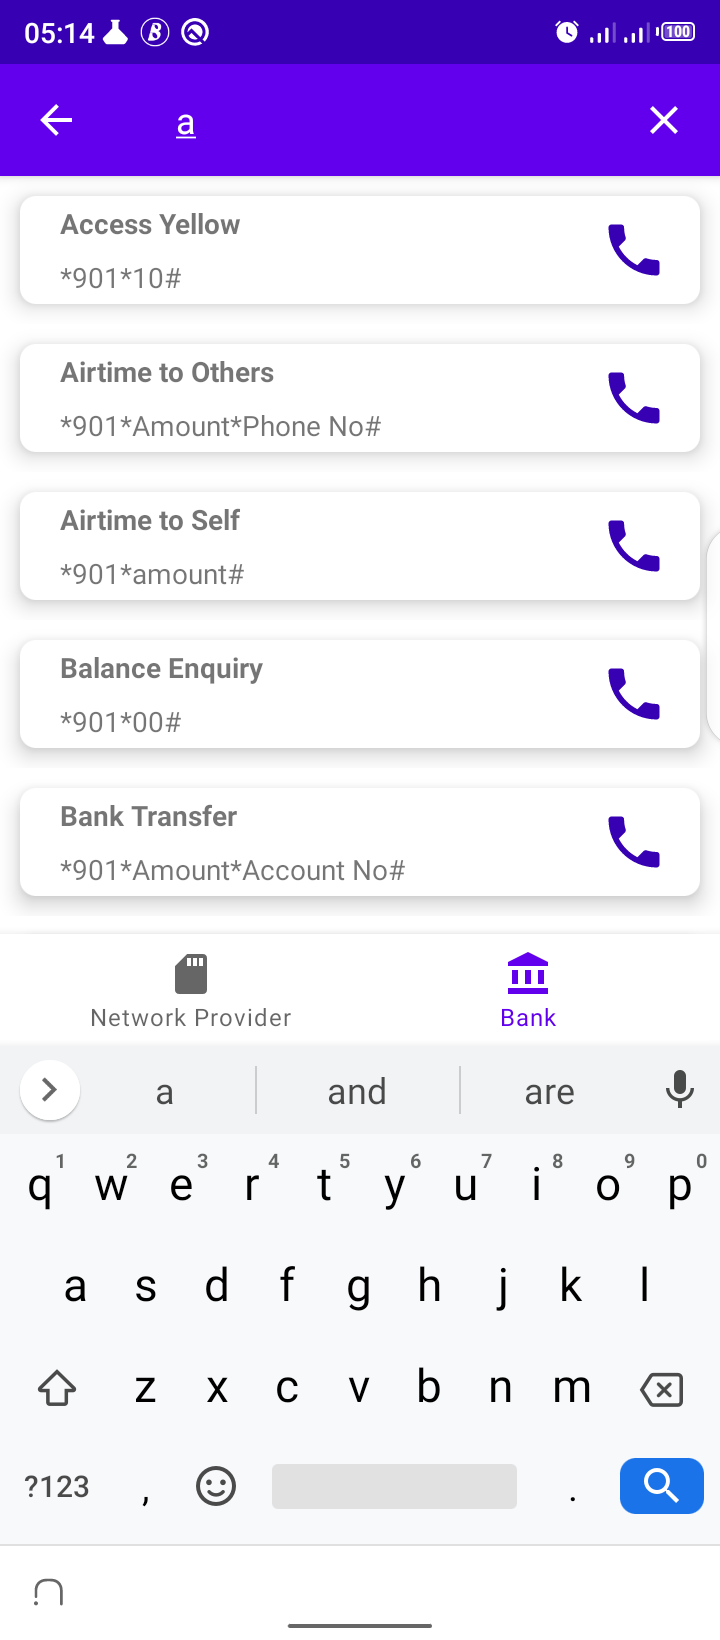 05:14 B 100
a
Access Yellow
*901*10#
Airtime to Others
*901*Amount*Phone No#
Airtime to Self
*901*amount#
Balance Enquiry
*901*00#
Bank Transfer
*901*Amount*Account No#
Network Provider Bank
a and are
1 2 3 4 5 6 7 8 9 0
q w e r t y u i o p
a s d f g h j k l
z x c v b n m
?123 , .